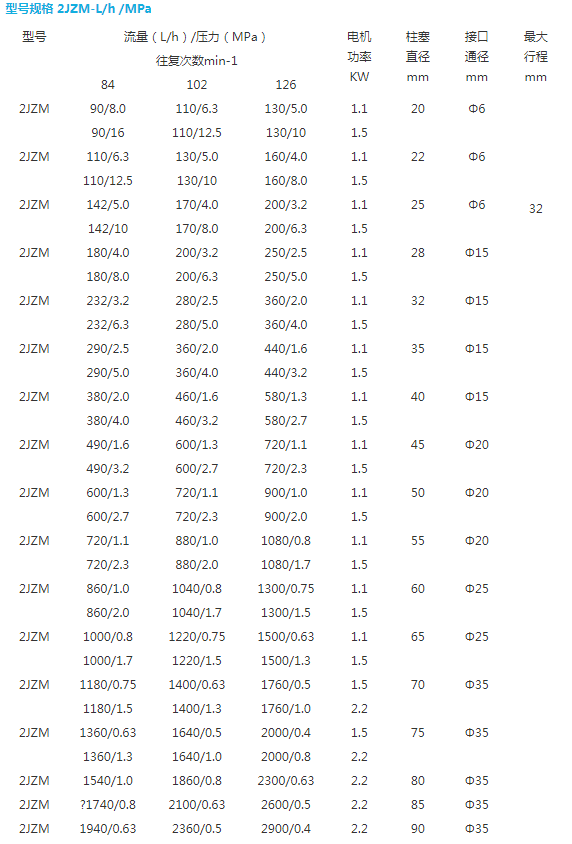 型号规格 2JZM-L/h /MPa
型号 流量（L/h）/压力（MPa） 电机 柱塞 接口 最大
往复次数min-1 功率 直径 通径 行程
84 102 126 KW mm mm mm
2JZM 90/8.0 110/6.3 130/5.0 1.1 20 Φ6
90/16 110/12.5 130/10 1.5
2JZM 110/6.3 130/5.0 160/4.0 1.1 22 Φ6
110/12.5 130/10 160/8.0 1.5
2JZM 142/5.0 170/4.0 200/3.2 1.1 25 Φ6 32
142/10 170/8.0 200/6.3 1.5
2JZM 180/4.0 200/3.2 250/2.5 1.1 28 Φ15
180/8.0 200/6.3 250/5.0 1.5
2JZM 232/3.2 280/2.5 360/2.0 1.1 32 Φ15
232/6.3 280/5.0 360/4.0 1.5
2JZM 290/2.5 360/2.0 440/1.6 1.1 35 Φ15
290/5.0 360/4.0 440/3.2 1.5
2JZM 380/2.0 460/1.6 580/1.3 1.1 40 Φ15
380/4.0 460/3.2 580/2.7 1.5
2JZM 490/1.6 600/1.3 720/1.1 1.1 45 Φ20
490/3.2 600/2.7 720/2.3 1.5
2JZM 600/1.3 720/1.1 900/1.0 1.1 50 Φ20
600/2.7 720/2.3 900/2.0 1.5
2JZM 720/1.1 880/1.0 1080/0.8 1.1 55 Φ20
720/2.3 880/2.0 1080/1.7 1.5
2JZM 860/1.0 1040/0.8 1300/0.75 1.1 60 Φ25
860/2.0 1040/1.7 1300/1.5 1.5
2JZM 1000/0.8 1220/0.75 1500/0.63 1.1 65 Φ25
1000/1.7 1220/1.5 1500/1.3 1.5
2JZM 1180/0.75 1400/0.63 1760/0.5 1.5 70 Φ35
1180/1.5 1400/1.3 1760/1.0 2.2
2JZM 1360/0.63 1640/0.5 2000/0.4 1.5 75 Φ35
1360/1.3 1640/1.0 2000/0.8 2.2
2JZM 1540/1.0 1860/0.8 2300/0.63 2.2 80 Φ35
2JZM ?1740/0.8 2100/0.63 2600/0.5 2.2 85 Φ35
2JZM 1940/0.63 2360/0.5 2900/0.4 2.2 90 Φ35